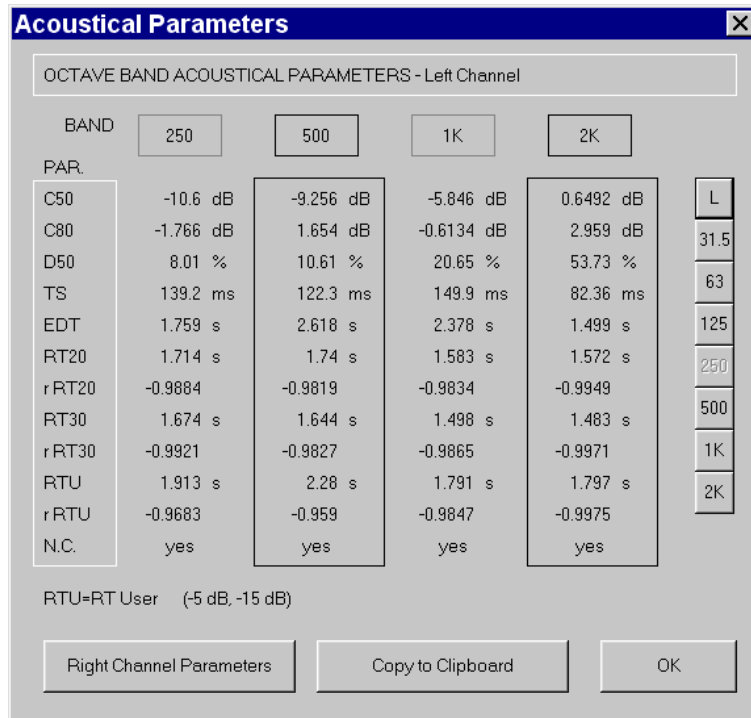 Acoustical Parameters
OCTAVE BAND ACOUSTICAL PARAMETERS - Left Channel
BAND 250 500 1K 2K
PAR.
C50 -10.6 dB -9.256 dB -5.846 dB 0.6492 dB
C80 -1.766 dB 1.654 dB -0.6134 dB 2.959 dB
D50 8.01 % 10.61 % 20.65 % 53.73 %
TS 139.2 ms 122.3 ms 149.9 ms 82.36 ms
EDT 1.759 s 2.618 s 2.378 s 1.499 s
RT20 1.714 s 1.74 s 1.583 s 1.572 s
r RT20 -0.9884 -0.9819 -0.9834 -0.9949
RT30 1.674 s 1.644 s 1.498 s 1.483 s
r RT30 -0.9921 -0.9827 -0.9865 -0.9971
RTU 1.913 s 2.28 s 1.791 s 1.797 s
r RTU -0.9683 -0.959 -0.9847 -0.9975
N.C. yes yes yes yes
L
31.5
63
125
250
500
1K
2K
RTU=RT User (-5 dB, -15 dB)
Right Channel Parameters Copy to Clipboard OK